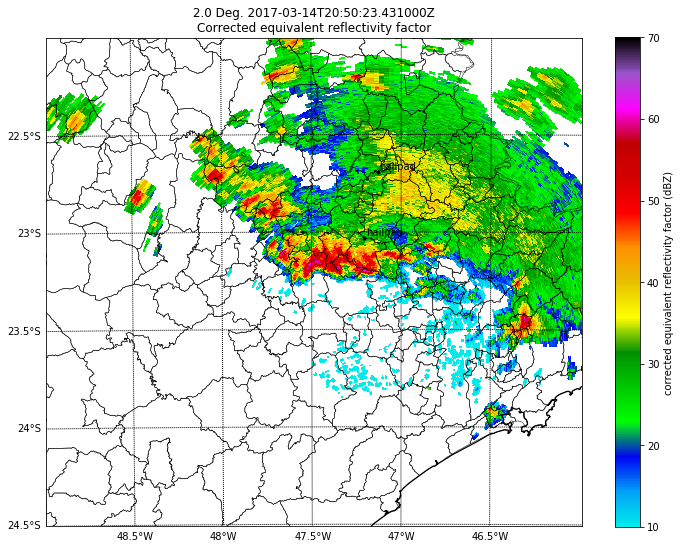 2.0 Deg. 2017-03-14T20:50:23.431000Z
Corrected equivalent reflectivity factor
70
60
50
40
30
20
10
corrected equivalent reflectivity factor (dBZ)
22.5°S
23°S
23.5°S
24°S
24.5°S
hailpad
hailpad
48.5°W
48°W
47.5°W
47°W
46.5°W